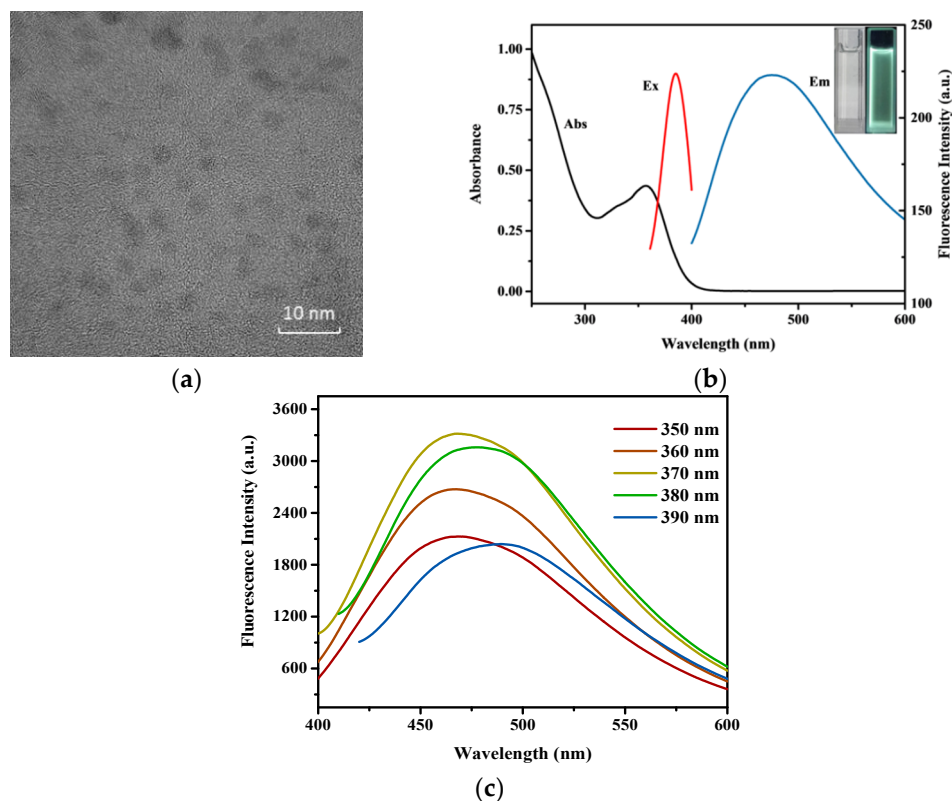 10 nm
(a)
250
200
150
100
Fluorescence Intensity (a.u.)
1.00
0.75
0.50
0.25
0.00
Absorbance
Abs
Ex
Em
300
400
500
600
Wavelength (nm)
(b)
3600
3000
2400
1800
1200
600
Fluorescence Intensity (a.u.)
350 nm
360 nm
370 nm
380 nm
390 nm
400
450
500
550
600
Wavelength (nm)
(c)